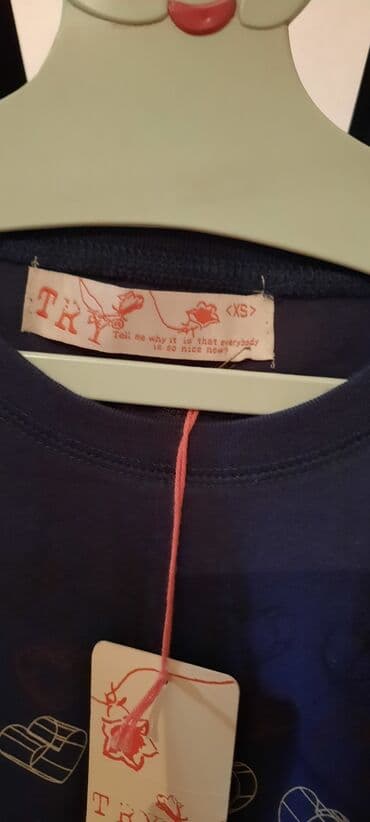 TRY
<XS>
Tell me why it is that everybody
is so nice now?
TRY